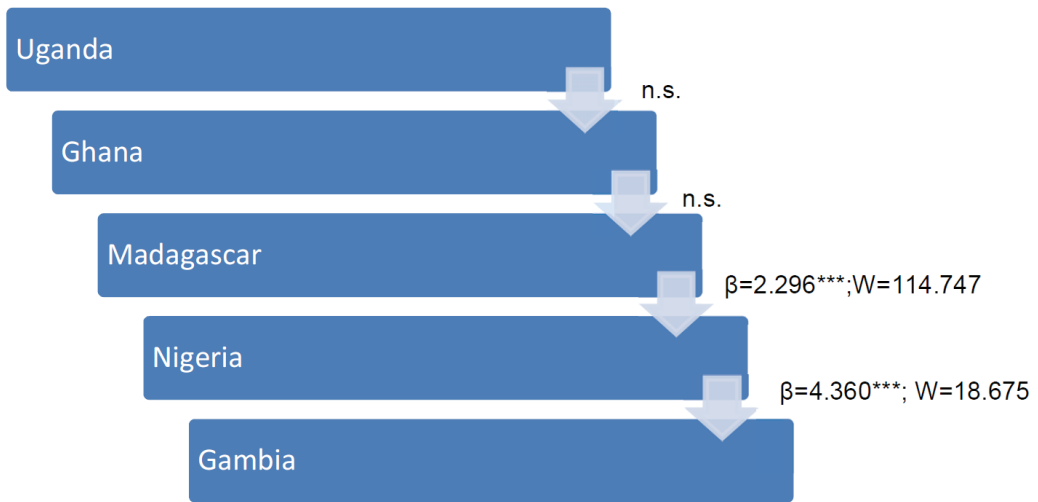 Uganda
n.s.
Ghana
n.s.
Madagascar
β=2.296***;W=114.747
Nigeria
β=4.360***; W=18.675
Gambia